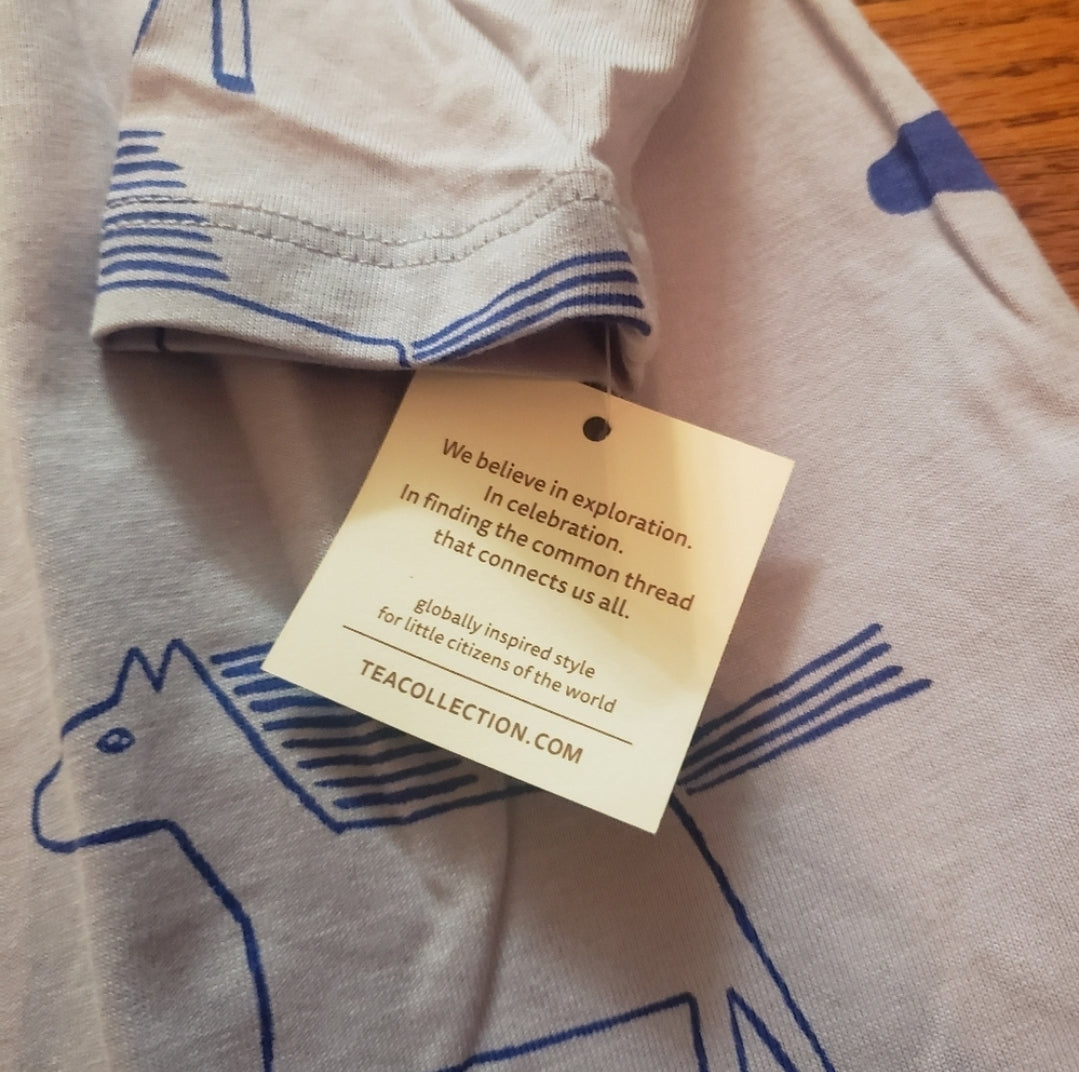 We believe in exploration.
In celebration.
In finding the common thread
that connects us all.
globally inspired style
for little citizens of the world
TEACOLLECTION.COM